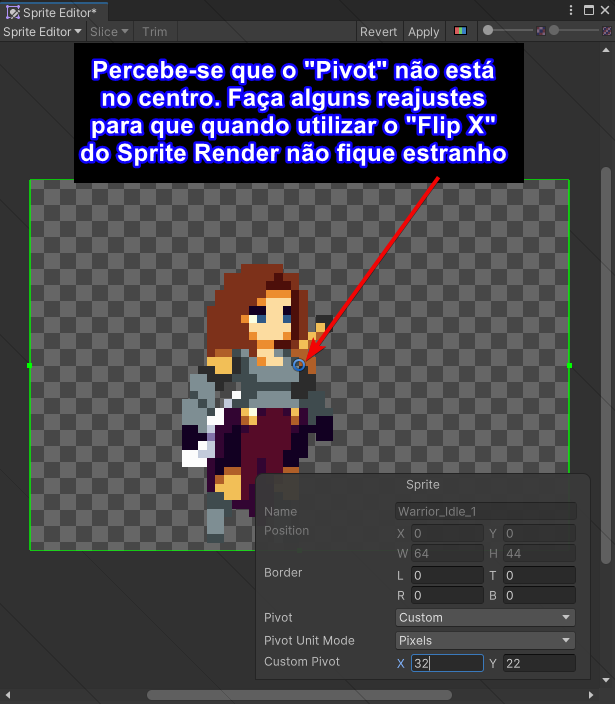 Sprite Editor*
Sprite Editor Slice Trim Revert Apply
Percebe-se que o "Pivot" não está
no centro. Faça alguns reajustes
para que quando utilizar o "Flip X"
do Sprite Render não fique estranho
Sprite
Name Warrior_Idle_1
Position X 0 Y 0
W 64 H 44
Border L 0 T 0
R 0 B 0
Pivot Custom
Pivot Unit Mode Pixels
Custom Pivot X 32 Y 22